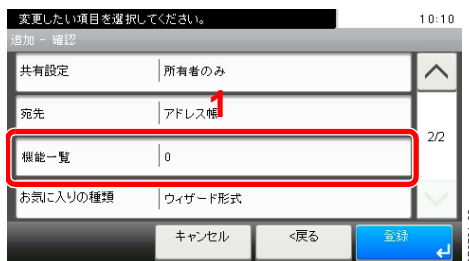 変更したい項目を選択してください。
10:10
追加 - 確認
共有設定
所有者のみ
宛先
アドレス帳
1
機能一覧
0
2/2
お気に入りの種類
ウィザード形式
キャンセル
<戻る
登録